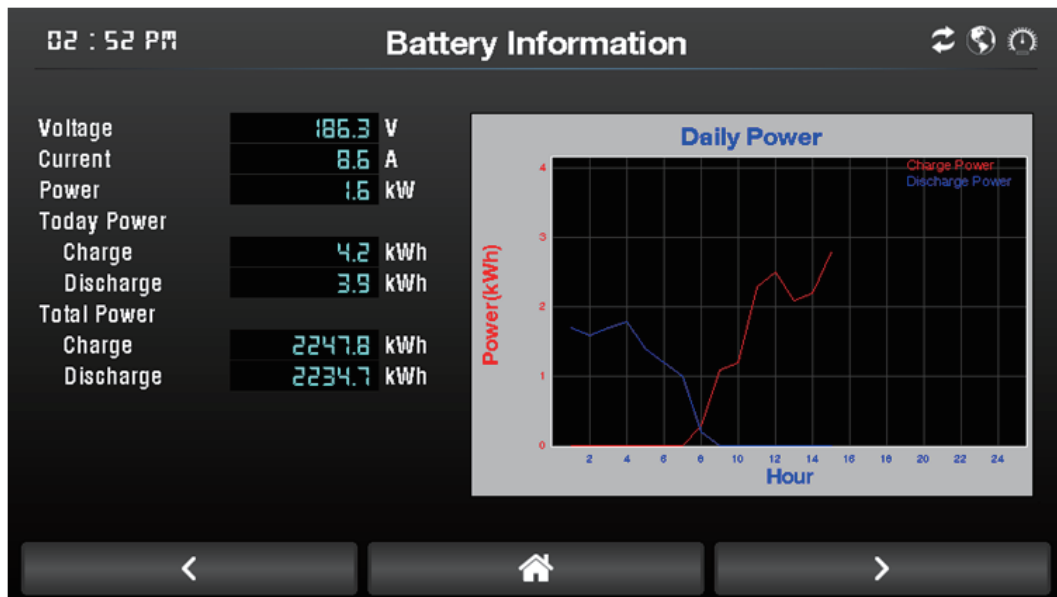 02 : 52 PM
Battery Information
Voltage 186.3 V
Current 8.6 A
Power 1.6 kW
Today Power
Charge 4.2 kWh
Discharge 3.9 kWh
Total Power
Charge 2247.8 kWh
Discharge 2234.7 kWh
Daily Power
Charge Power
Discharge Power
Power(kWh)
4
3
2
1
0
2 4 6 8 10 12 14 16 18 20 22 24
Hour